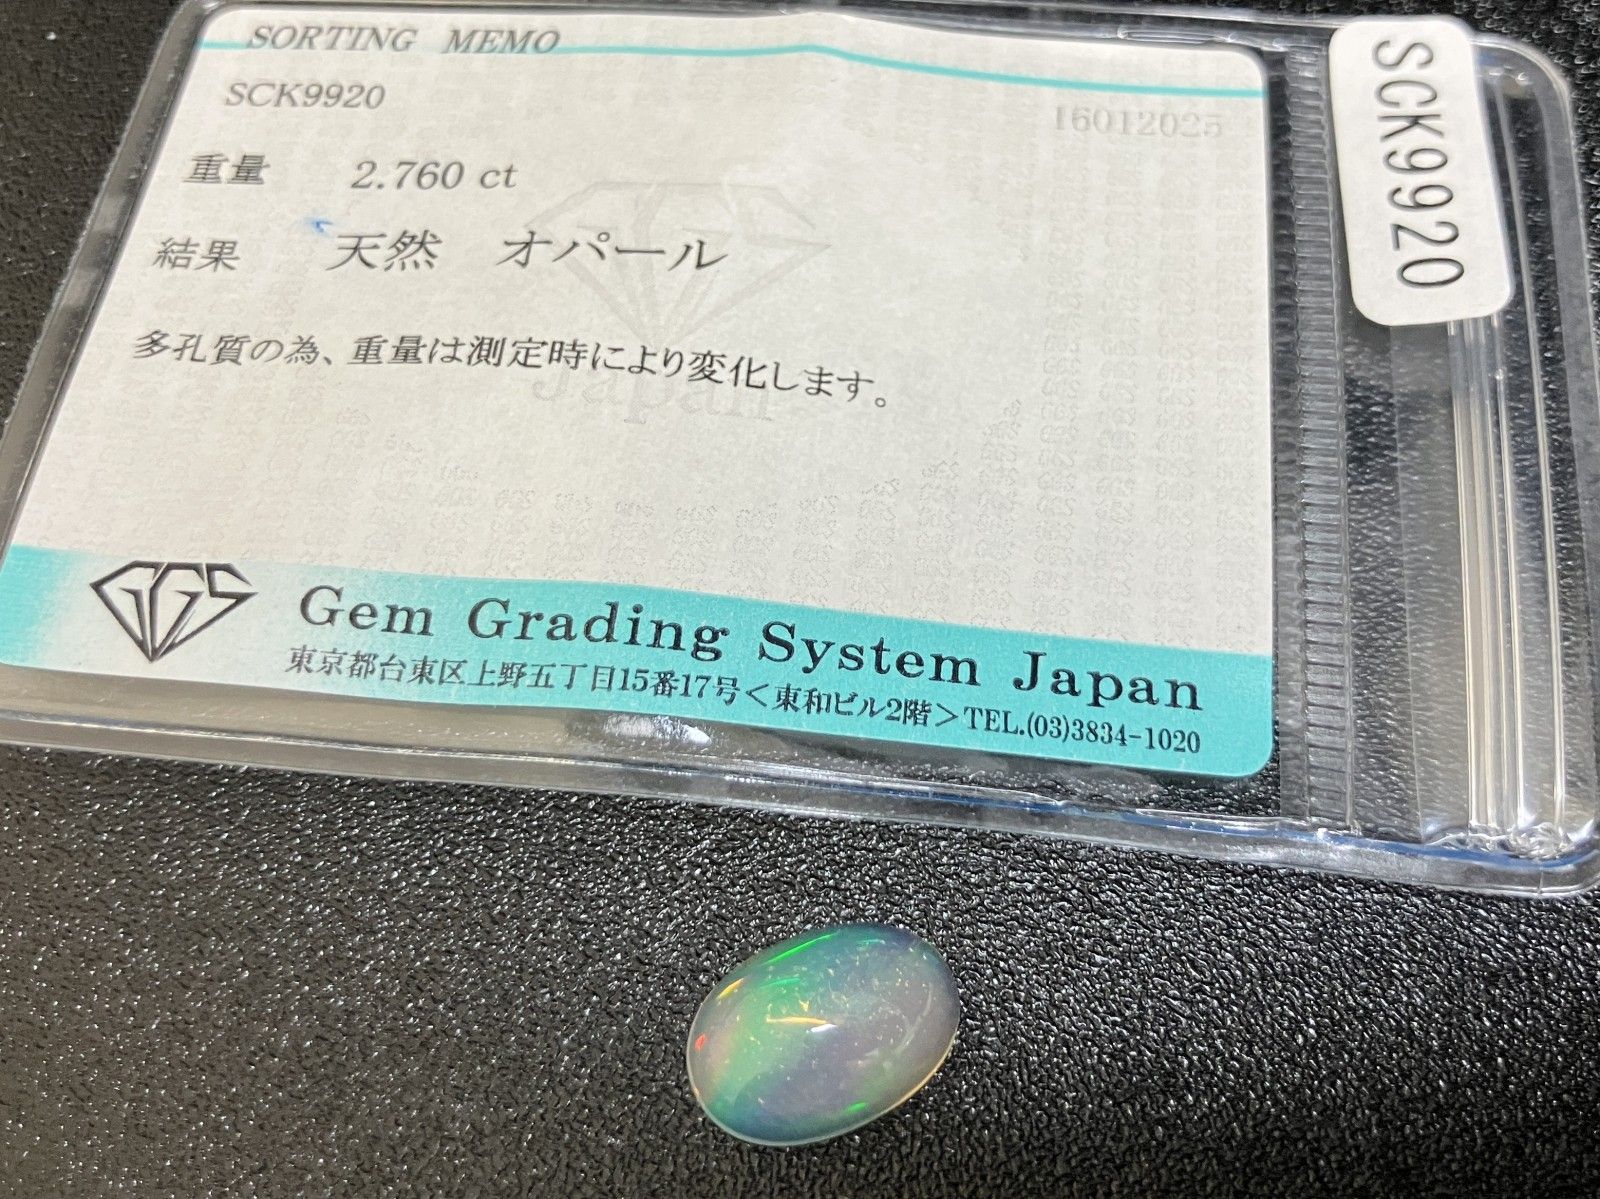 SORTING MEMO
SCK9920
16012025
重量 2.760 ct
結果 天然 オパール
多孔質の為、重量は測定時により変化します。
Japan
GGS
Gem Grading System Japan
東京都台東区上野五丁目15番17号<東和ビル2階>TEL.(03)3834-1020
SCK9920